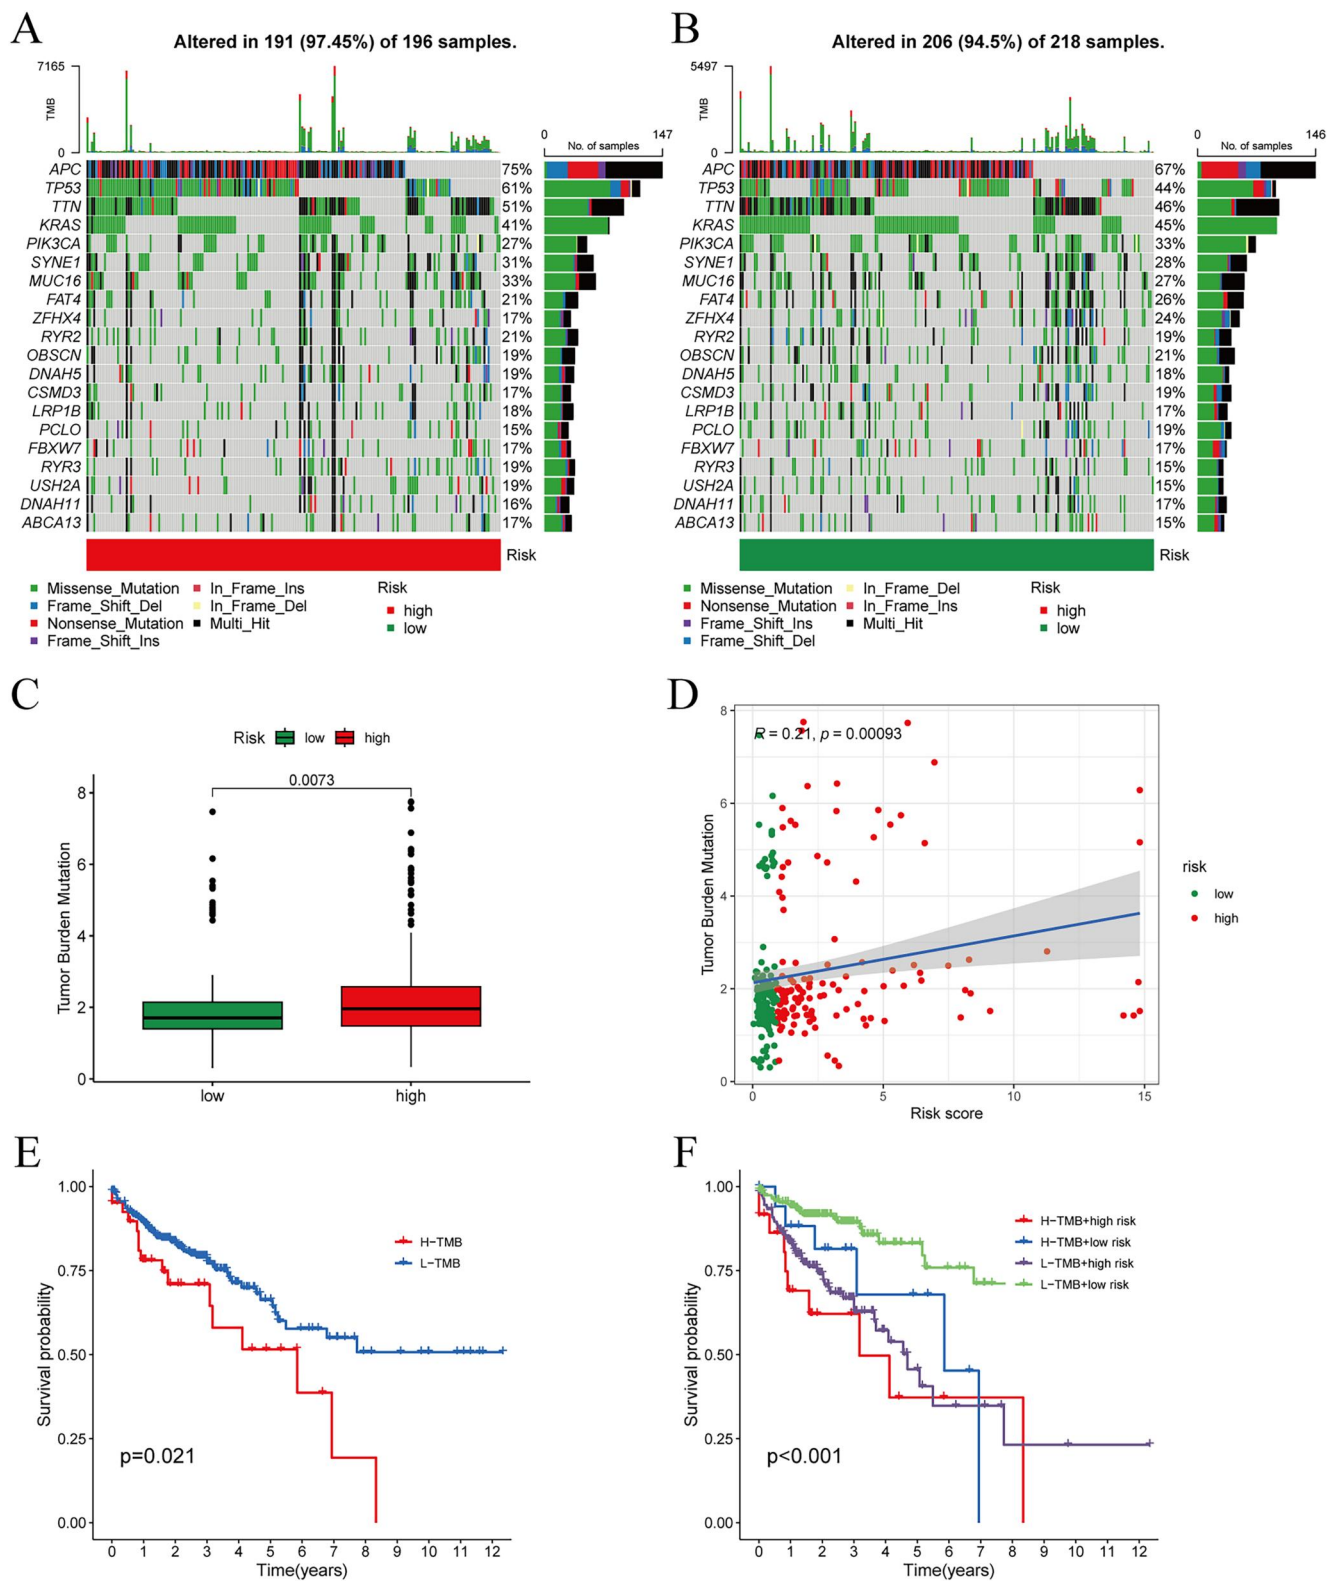 A
Altered in 191 (97.45%) of 196 samples.
7165
TMB
0
0
147
No. of samples
APC 75%
TP53 61%
TTN 51%
KRAS 41%
PIK3CA 27%
SYNE1 31%
MUC16 33%
FAT4 21%
ZFHX4 17%
RYR2 21%
OBSCN 19%
DNAH5 19%
CSMD3 17%
LRP1B 18%
PCLO 15%
FBXW7 17%
RYR3 19%
USH2A 19%
DNAH11 16%
ABCA13 17%
Risk
Missense_Mutation
Frame_Shift_Del
Nonsense_Mutation
Frame_Shift_Ins
In_Frame_Ins
In_Frame_Del
Multi_Hit
Risk
high
low
B
Altered in 206 (94.5%) of 218 samples.
5497
TMB
0
0
146
No. of samples
APC 67%
TP53 44%
TTN 46%
KRAS 45%
PIK3CA 33%
SYNE1 28%
MUC16 27%
FAT4 26%
ZFHX4 24%
RYR2 19%
OBSCN 21%
DNAH5 18%
CSMD3 19%
LRP1B 17%
PCLO 19%
FBXW7 17%
RYR3 15%
USH2A 15%
DNAH11 17%
ABCA13 15%
Risk
Missense_Mutation
Nonsense_Mutation
Frame_Shift_Ins
Frame_Shift_Del
In_Frame_Del
In_Frame_Ins
Multi_Hit
Risk
high
low
C
Risk low high
0.0073
8
6
4
2
0
Tumor Burden Mutation
low high
D
R = 0.21, p = 0.00093
8
6
4
2
0
Tumor Burden Mutation
0 5 10 15
Risk score
risk
low
high
E
1.00
0.75
0.50
0.25
0.00
Survival probability
H-TMB
L-TMB
p=0.021
0 1 2 3 4 5 6 7 8 9 10 11 12
Time(years)
F
1.00
0.75
0.50
0.25
0.00
Survival probability
H-TMB+high risk
H-TMB+low risk
L-TMB+high risk
L-TMB+low risk
p<0.001
0 1 2 3 4 5 6 7 8 9 10 11 12
Time(years)